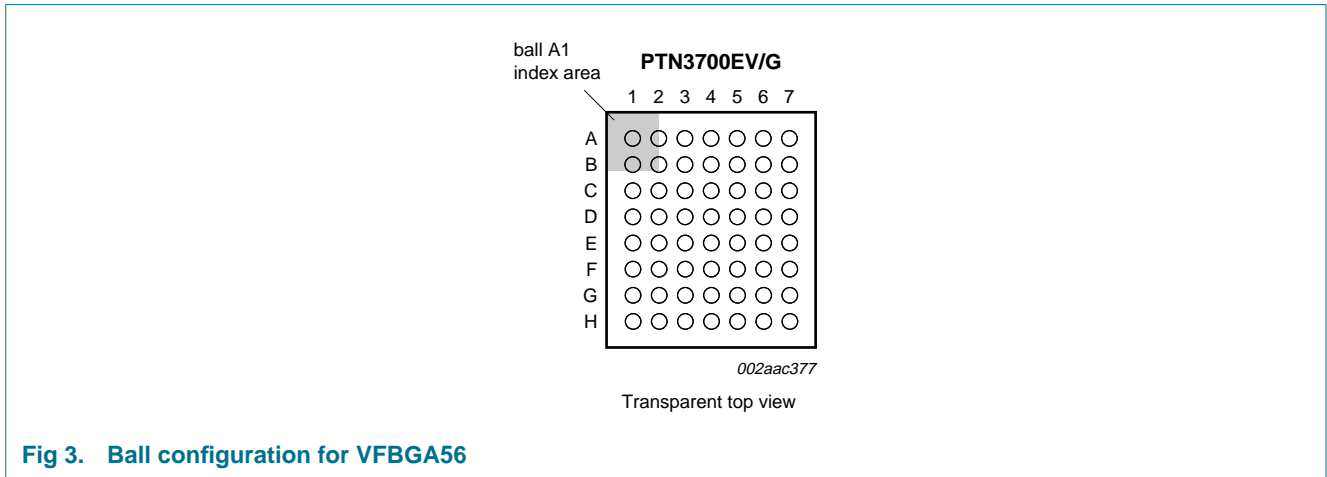 ball A1
index area
PTN3700EV/G
1 2 3 4 5 6 7
A
B
C
D
E
F
G
H
002aac377
Transparent top view
Fig 3. Ball configuration for VFBGA56